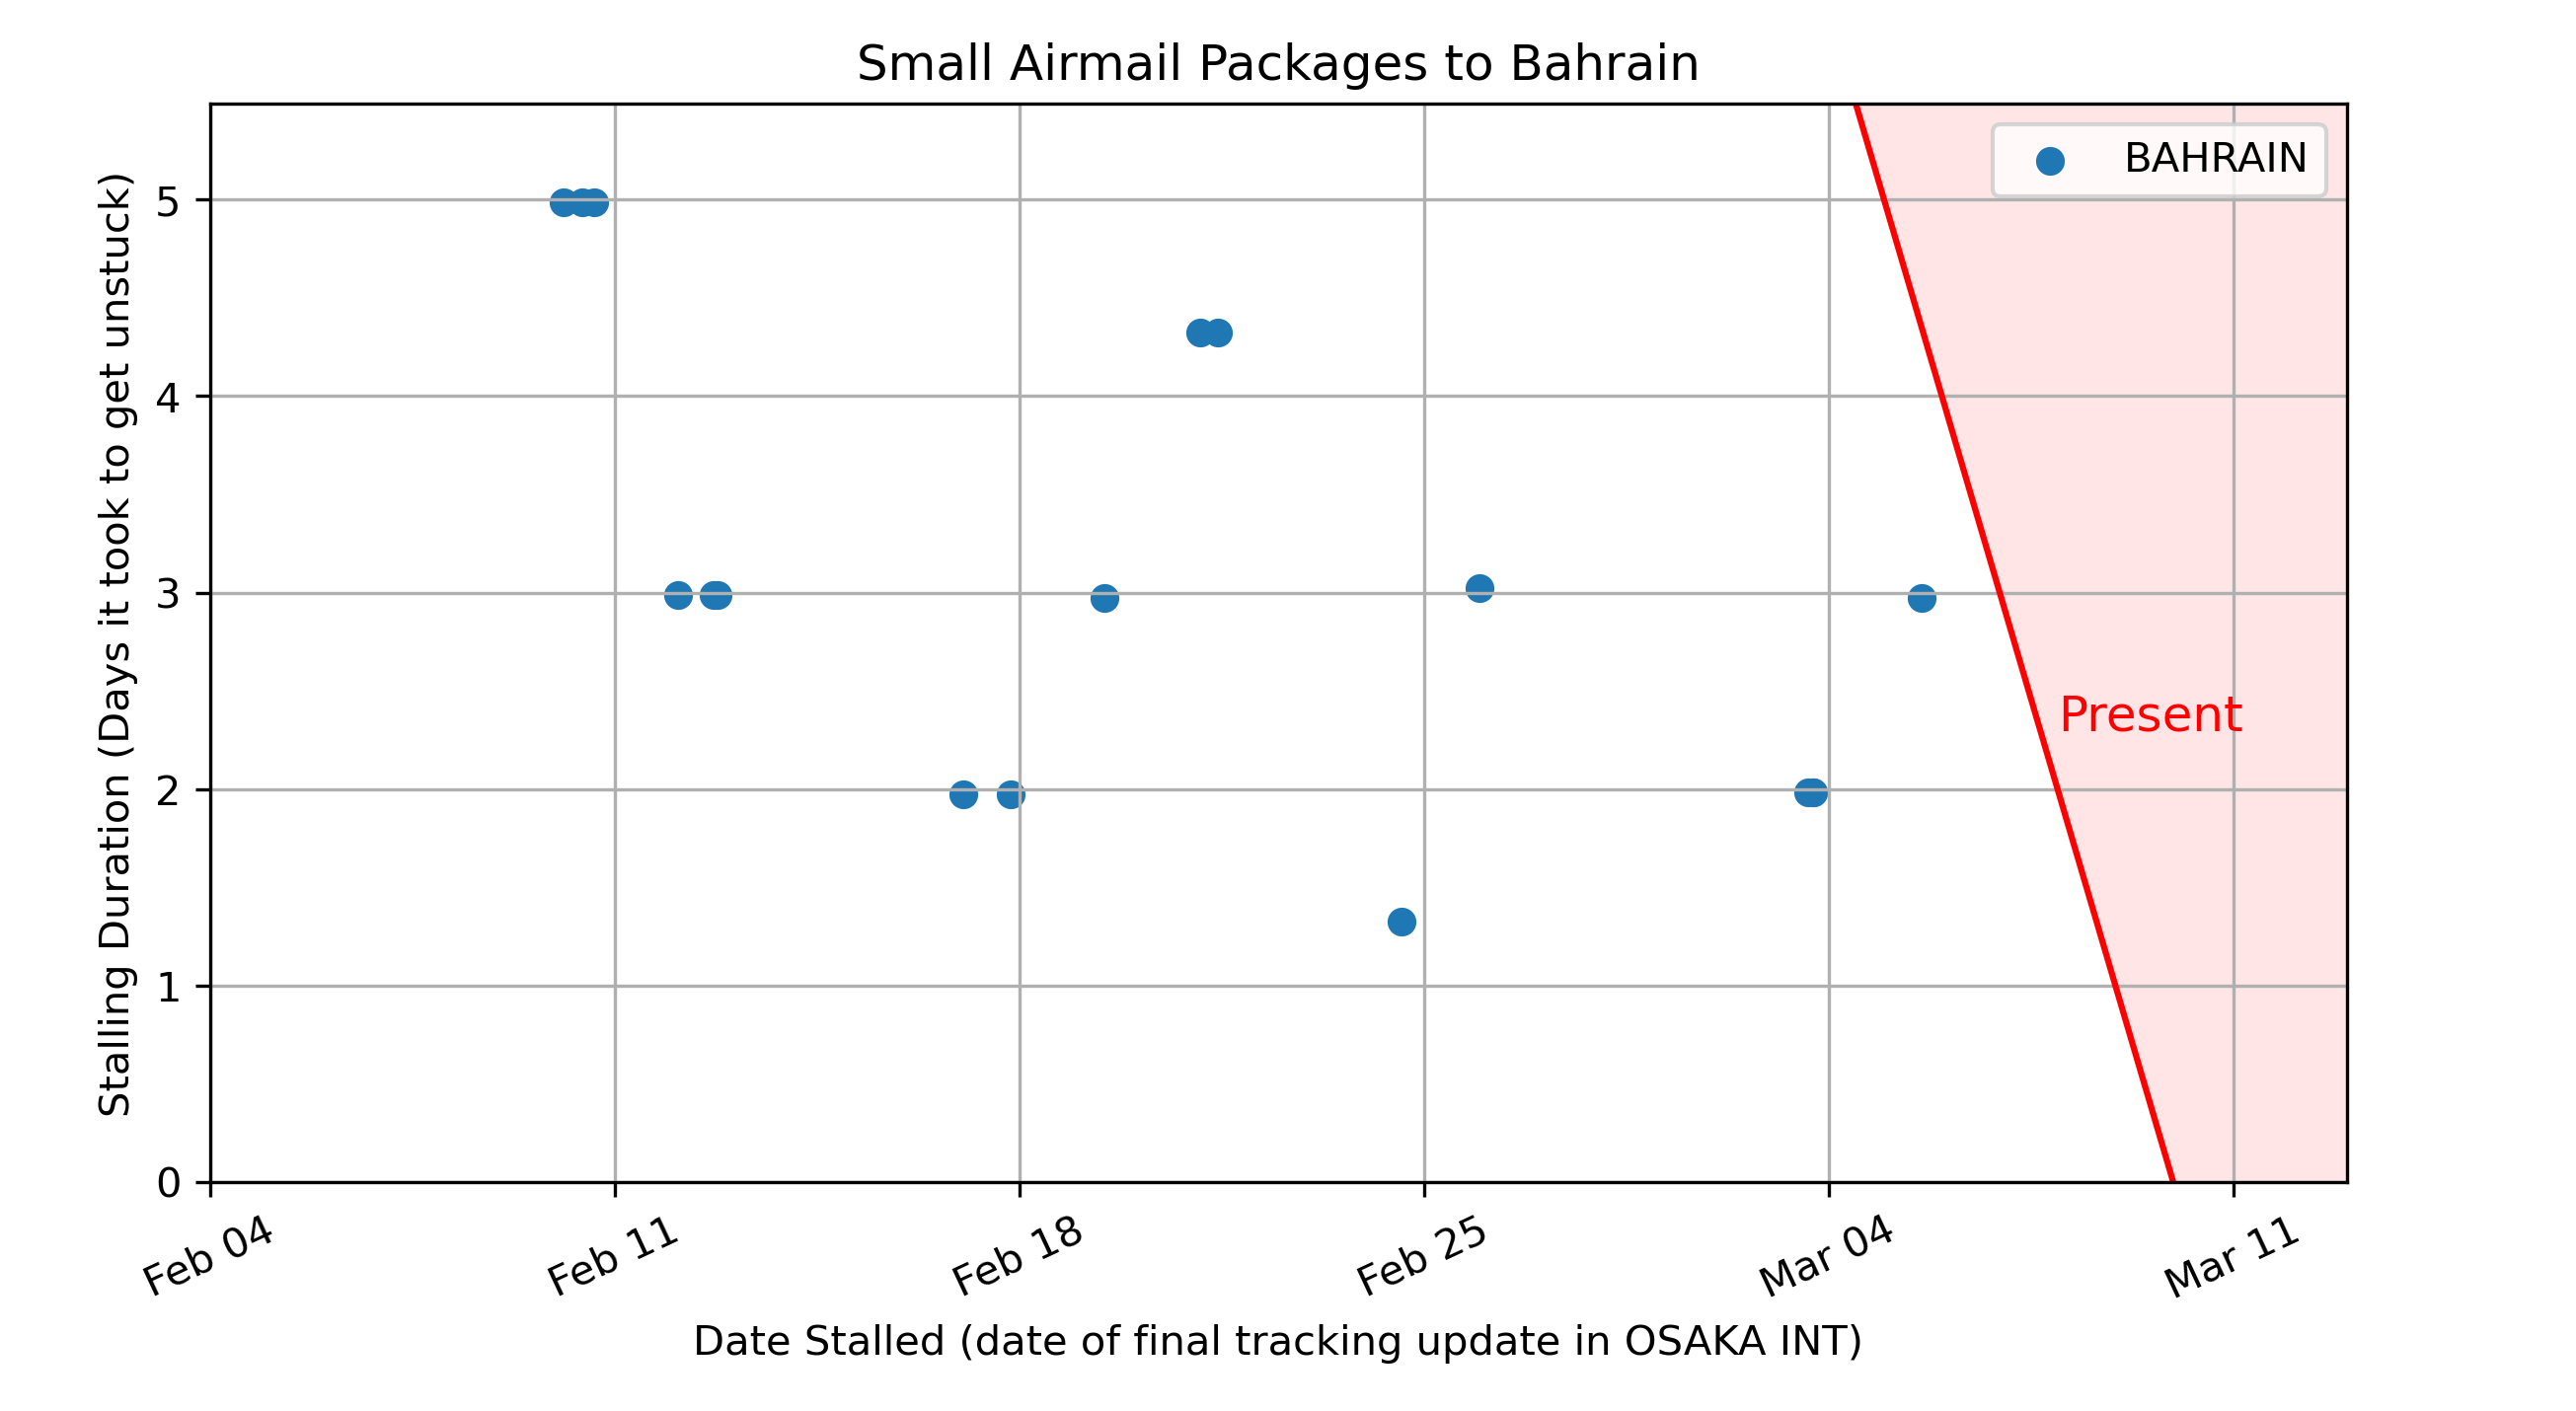 Small Airmail Packages to Bahrain
BAHRAIN
Stalling Duration (Days it took to get unstuck)
5
4
3
2
1
0
Present
Feb 04
Feb 11
Feb 18
Feb 25
Mar 04
Mar 11
Date Stalled (date of final tracking update in OSAKA INT)